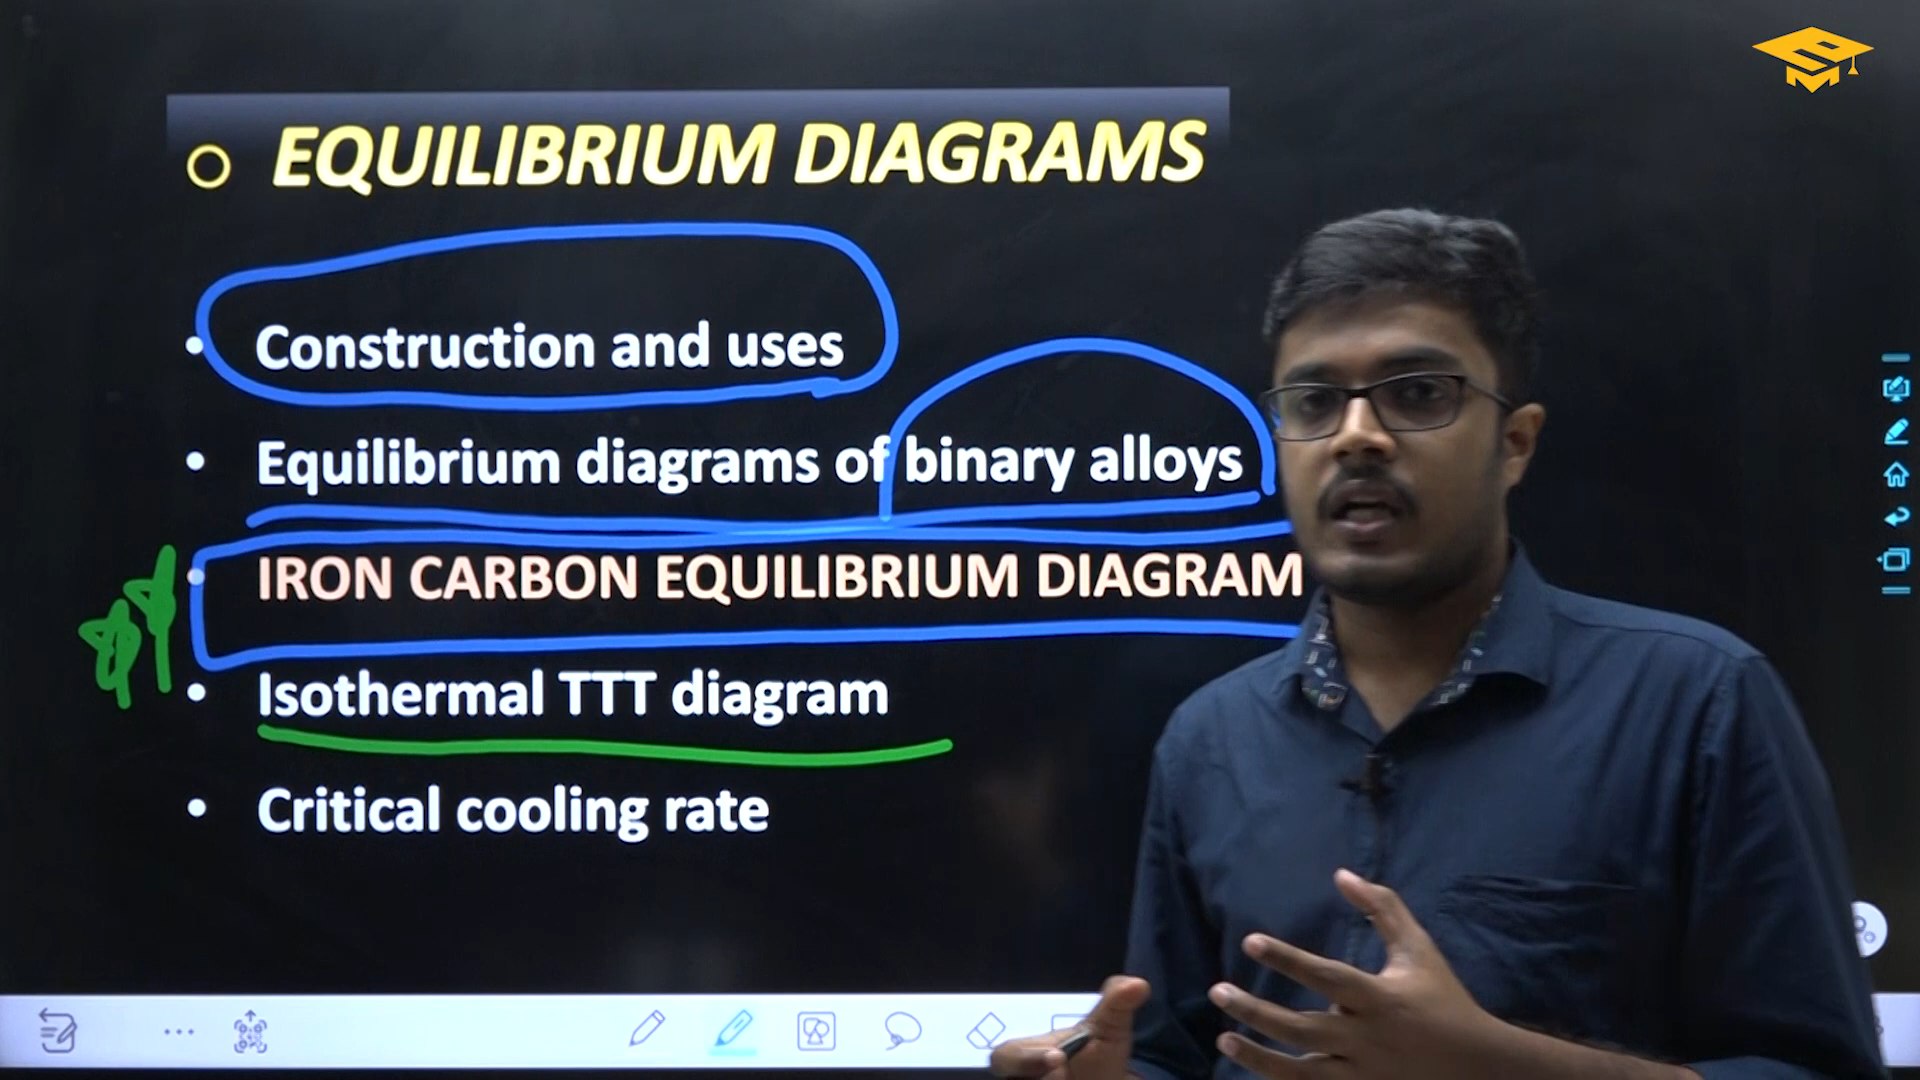 EQUILIBRIUM DIAGRAMS
• Construction and uses
• Equilibrium diagrams of binary alloys
• IRON CARBON EQUILIBRIUM DIAGRAM
• Isothermal TTT diagram
• Critical cooling rate